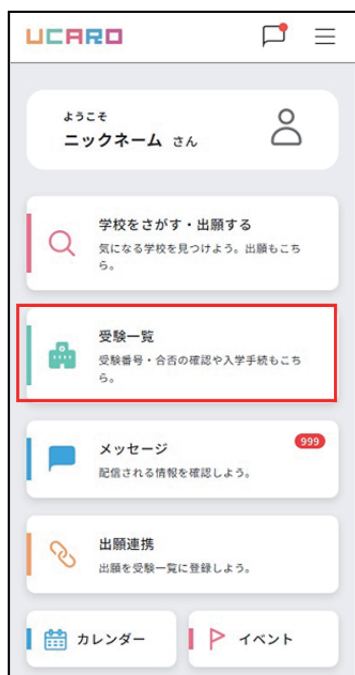 UCARO
ようこそ
ニックネーム さん
学校をさがす・出願する
気になる学校を見つけよう。出願もこち
ら。
受験一覧
受験番号・合否の確認や入学手続もこち
ら。
メッセージ
999
配信される情報を確認しよう。
出願連携
出願を受験一覧に登録しよう。
カレンダー
イベント